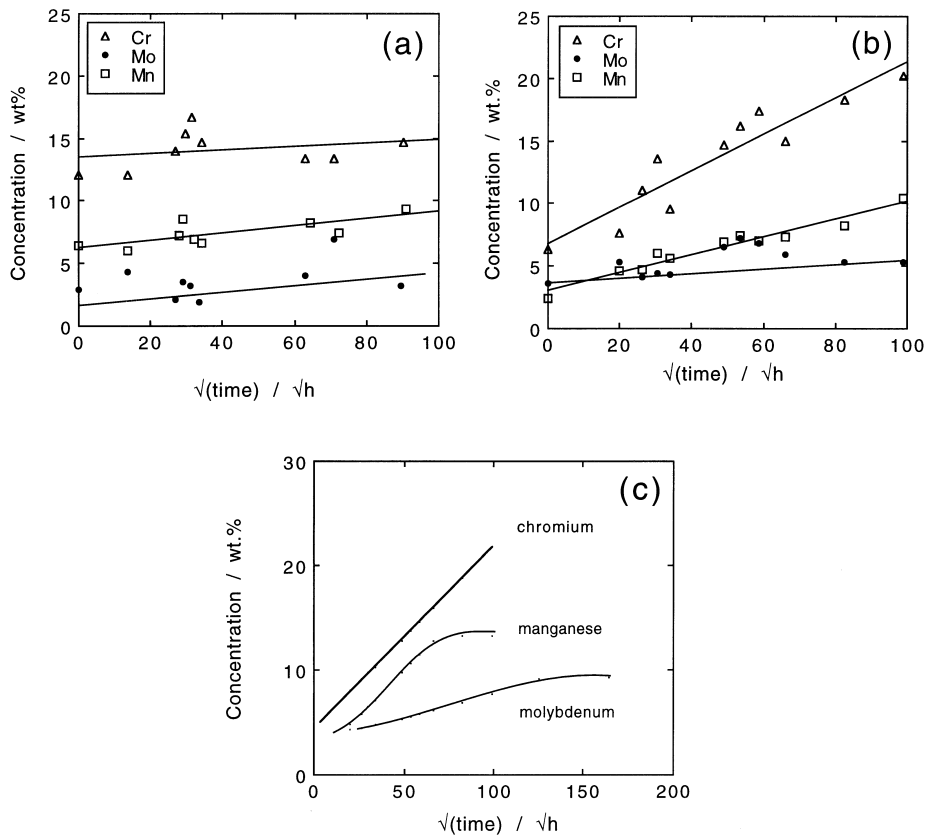 25
20
15
10
5
0
Concentration / wt%
Cr
Mo
Mn
(a)
0 20 40 60 80 100
√(time) / √h
25
20
15
10
5
0
Concentration / wt.%
Cr
Mo
Mn
(b)
0 20 40 60 80 100
√(time) / √h
30
20
10
0
Concentration / wt.%
(c)
chromium
manganese
molybdenum
0 50 100 150 200
√(time) / √h